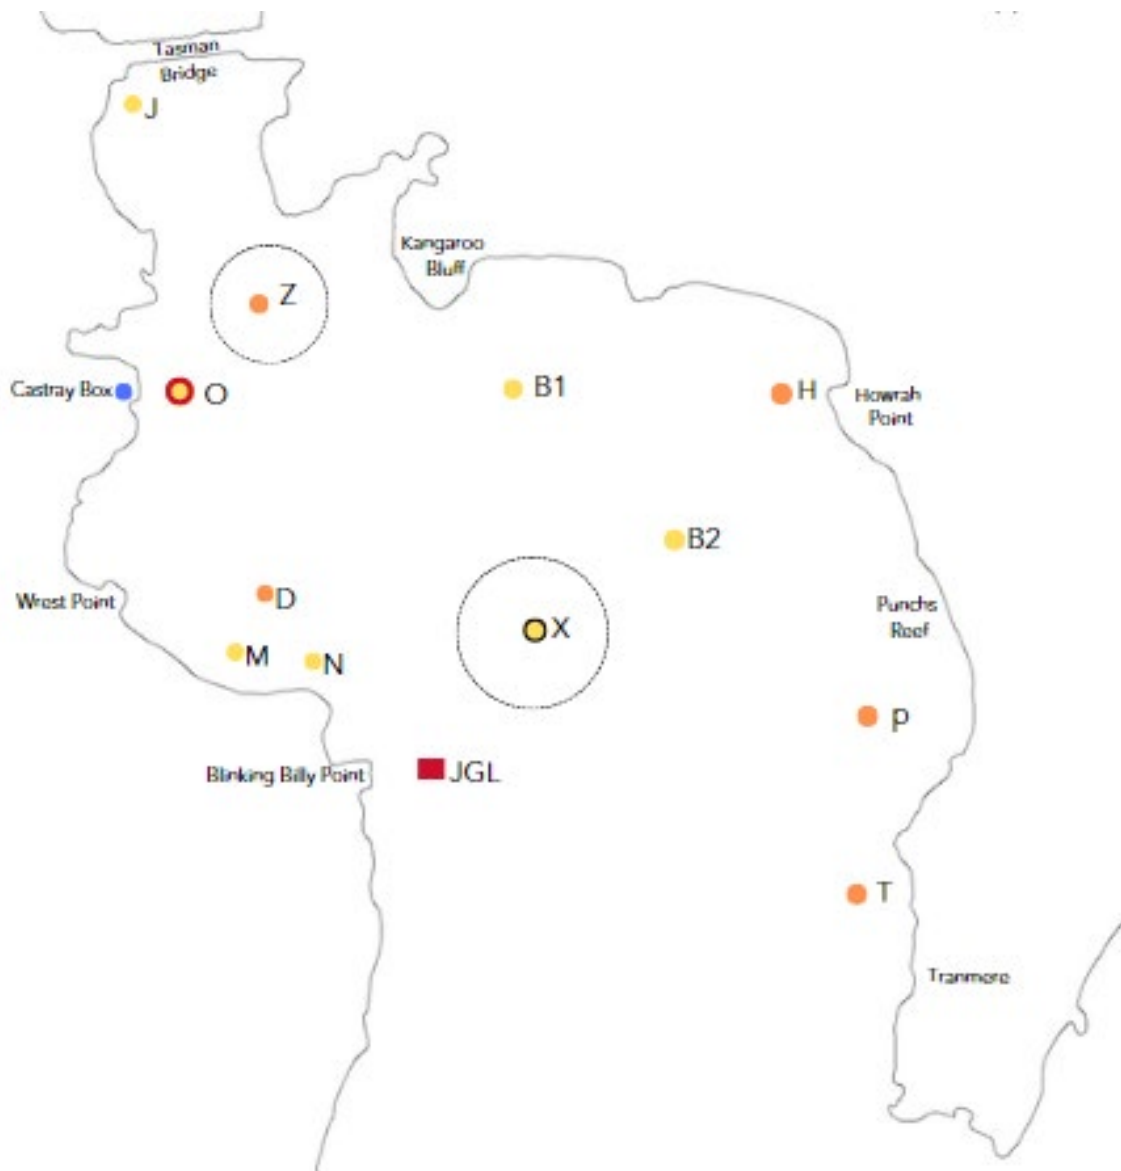 Tasman
Bridge
J
Kangaroo
Bluff
Z
Castray Box
O
B1
H
Howrah
Point
B2
Wrest Point
D
Punchs
Reef
X
M
N
p
Blinking Billy Point
JGL
T
Tranmere